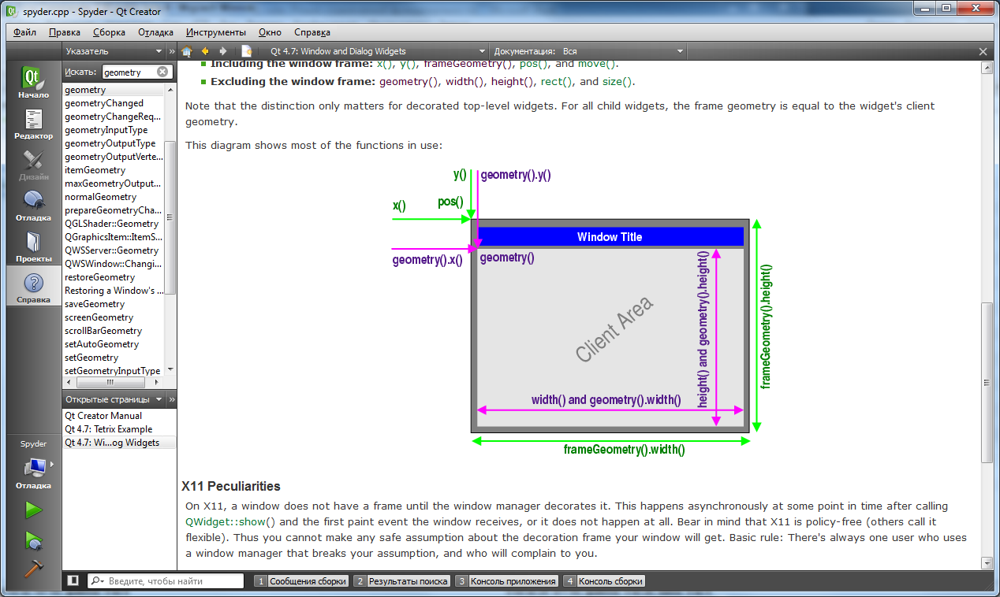 spyder.cpp - Spyder - Qt Creator
Файл Правка Сборка Отладка Инструменты Окно Справка
Указатель
»
Qt 4.7: Window and Dialog Widgets
Документация: Вся
Искать: geometry
geometry
geometryChanged
geometryChangeReq...
geometryInputType
geometryOutputType
geometryOutputVerte...
itemGeometry
maxGeometryOutput...
normalGeometry
prepareGeometryCha...
QGLShader::Geometry
QGraphicsItem::ItemS...
QWSServer::Geometry
QWSWindow::Changi...
restoreGeometry
Restoring a Window's ...
saveGeometry
screenGeometry
scrollBarGeometry
setAutoGeometry
setGeometry
setGeometryInputType
Открытые страницы
»
Qt Creator Manual
Qt 4.7: Tetrix Example
Qt 4.7: Wi...og Widgets
Qt
Начало
Редактор
Дизайн
Отладка
Проекты
Справка
Spyder
Отладка
Including the window frame: x(), y(), frameGeometry(), pos(), and move().
Excluding the window frame: geometry(), width(), height(), rect(), and size().
Note that the distinction only matters for decorated top-level widgets. For all child widgets, the frame geometry is equal to the widget's client
geometry.
This diagram shows most of the functions in use:
y()
geometry().y()
x()
pos()
Window Title
geometry().x()
geometry()
Client Area
height() and geometry().height()
frameGeometry().height()
width() and geometry().width()
frameGeometry().width()
X11 Peculiarities
On X11, a window does not have a frame until the window manager decorates it. This happens asynchronously at some point in time after calling
QWidget::show() and the first paint event the window receives, or it does not happen at all. Bear in mind that X11 is policy-free (others call it
flexible). Thus you cannot make any safe assumption about the decoration frame your window will get. Basic rule: There's always one user who uses
a window manager that breaks your assumption, and who will complain to you.
Введите, чтобы найти
1 Сообщения сборки
2 Результаты поиска
3 Консоль приложения
4 Консоль сборки